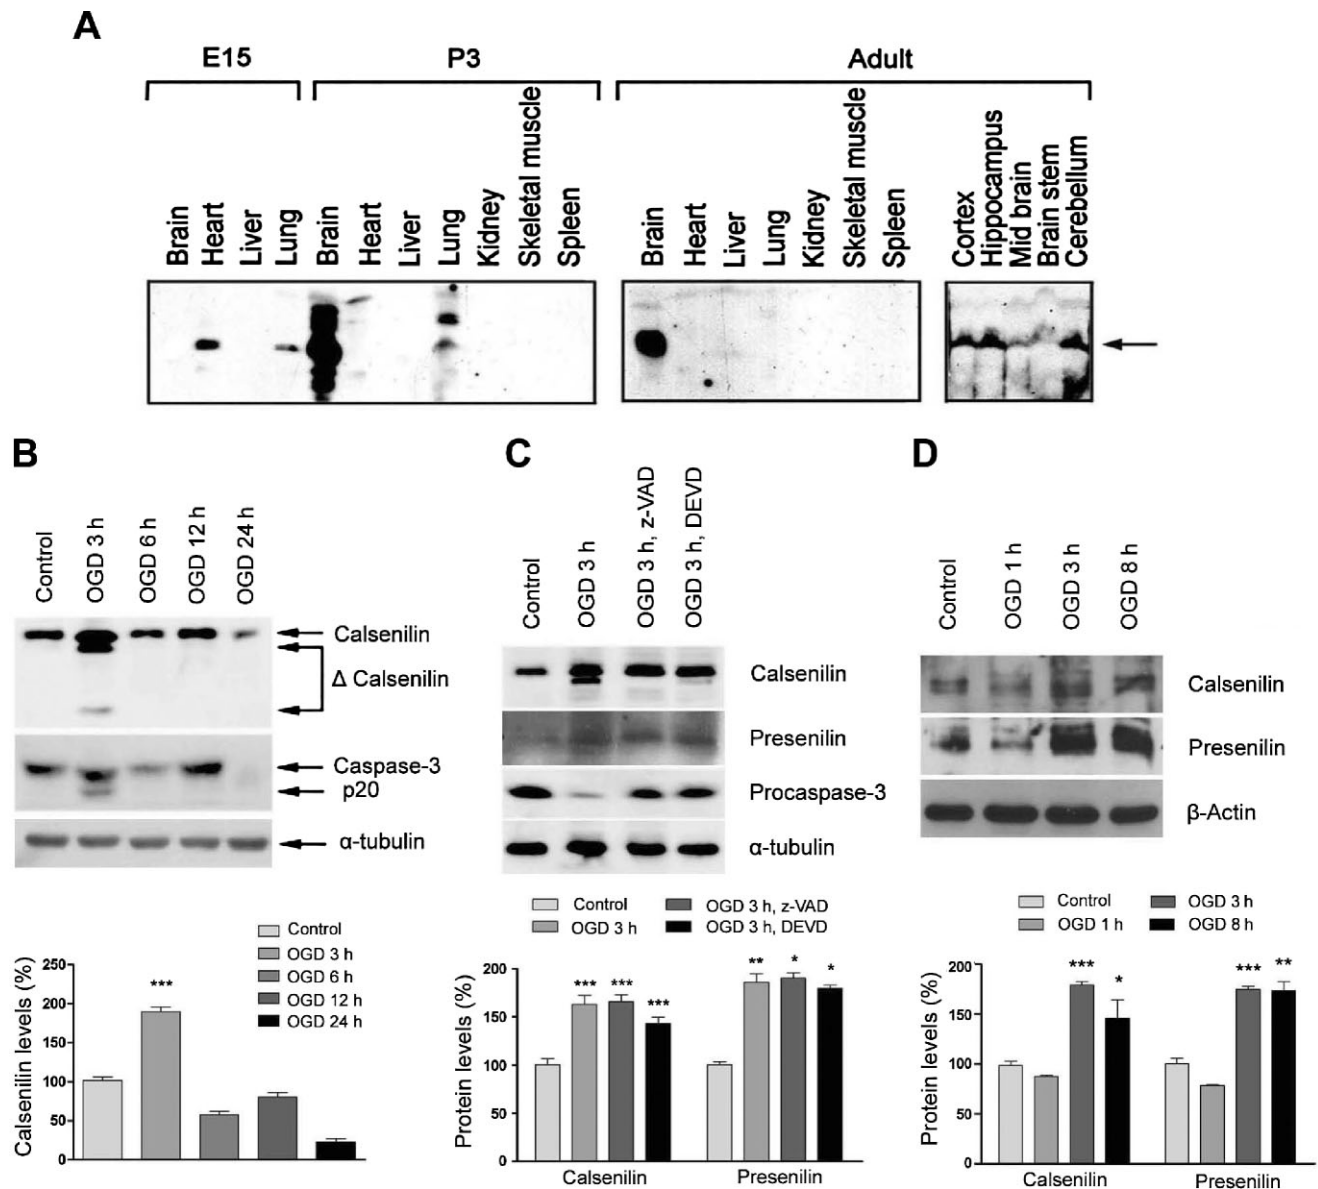 A
E15
P3
Adult
Brain
Heart
Liver
Lung
Brain
Heart
Liver
Lung
Kidney
Skeletal muscle
Spleen
Brain
Heart
Liver
Lung
Kidney
Skeletal muscle
Spleen
Cortex
Hippocampus
Mid brain
Brain stem
Cerebellum
B
Control
OGD 3 h
OGD 6 h
OGD 12 h
OGD 24 h
Calsenilin
Δ Calsenilin
Caspase-3
p20
α-tubulin
Control
OGD 3 h
OGD 6 h
OGD 12 h
OGD 24 h
Calsenilin levels (%)
250
200
150
100
50
0
***
C
Control
OGD 3 h
OGD 3 h, z-VAD
OGD 3 h, DEVD
Calsenilin
Presenilin
Procaspase-3
α-tubulin
Control
OGD 3 h
OGD 3 h, z-VAD
OGD 3 h, DEVD
Protein levels (%)
200
150
100
50
0
***
***
***
**
*
*
Calsenilin
Presenilin
D
Control
OGD 1 h
OGD 3 h
OGD 8 h
Calsenilin
Presenilin
β-Actin
Control
OGD 1 h
OGD 3 h
OGD 8 h
Protein levels (%)
200
150
100
50
0
***
*
***
**
Calsenilin
Presenilin